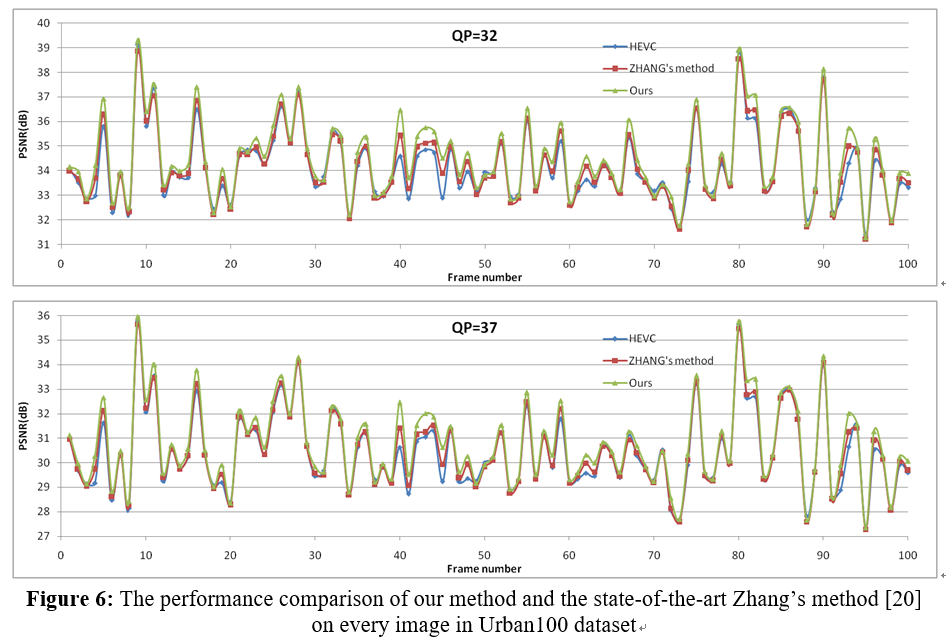 QP=32
PSNR(dB)
40
39
38
37
36
35
34
33
32
31
HEVC
ZHANG's method
Ours
0 10 20 30 40 50 60 70 80 90 100
Frame number
QP=37
PSNR(dB)
36
35
34
33
32
31
30
29
28
27
HEVC
ZHANG's method
Ours
0 10 20 30 40 50 60 70 80 90 100
Frame number
Figure 6: The performance comparison of our method and the state-of-the-art Zhang’s method [20]
on every image in Urban100 dataset